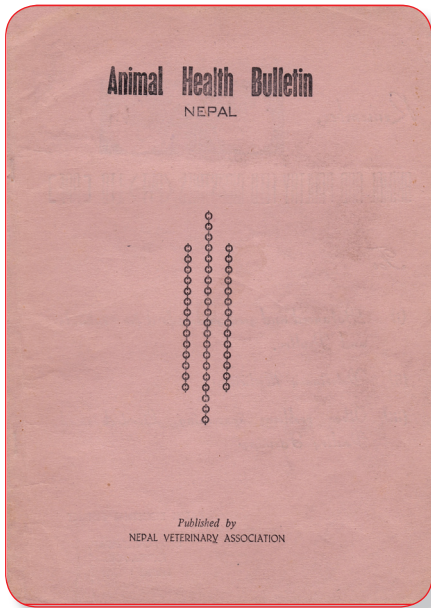 Animal Health Bulletin
NEPAL
Published by
NEPAL VETERINARY ASSOCIATION